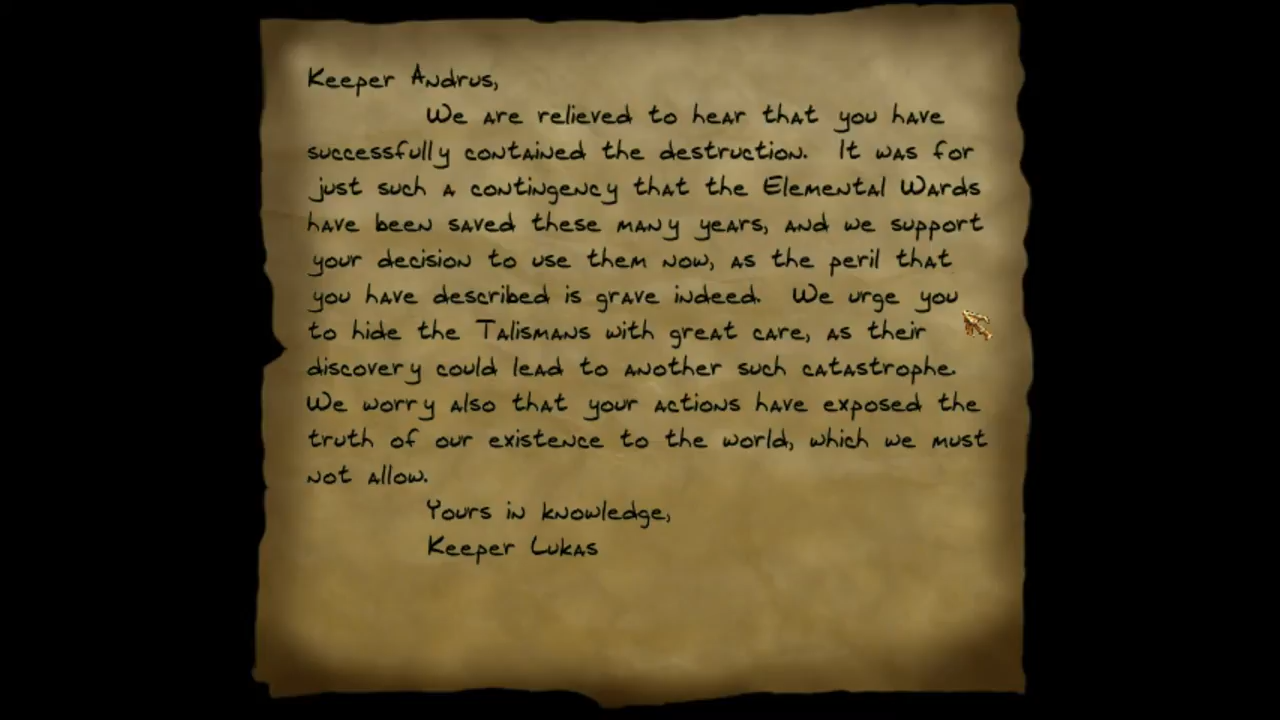 Keeper Andrus,
We are relieved to hear that you have
successfully contained the destruction. It was for
just such a contingency that the Elemental Wards
have been saved these many years, and we support
your decision to use them now, as the peril that
you have described is grave indeed. We urge you
to hide the Talismans with great care, as their
discovery could lead to another such catastrophe.
We worry also that your actions have exposed the
truth of our existence to the world, which we must
not allow.
Yours in knowledge,
Keeper Lukas